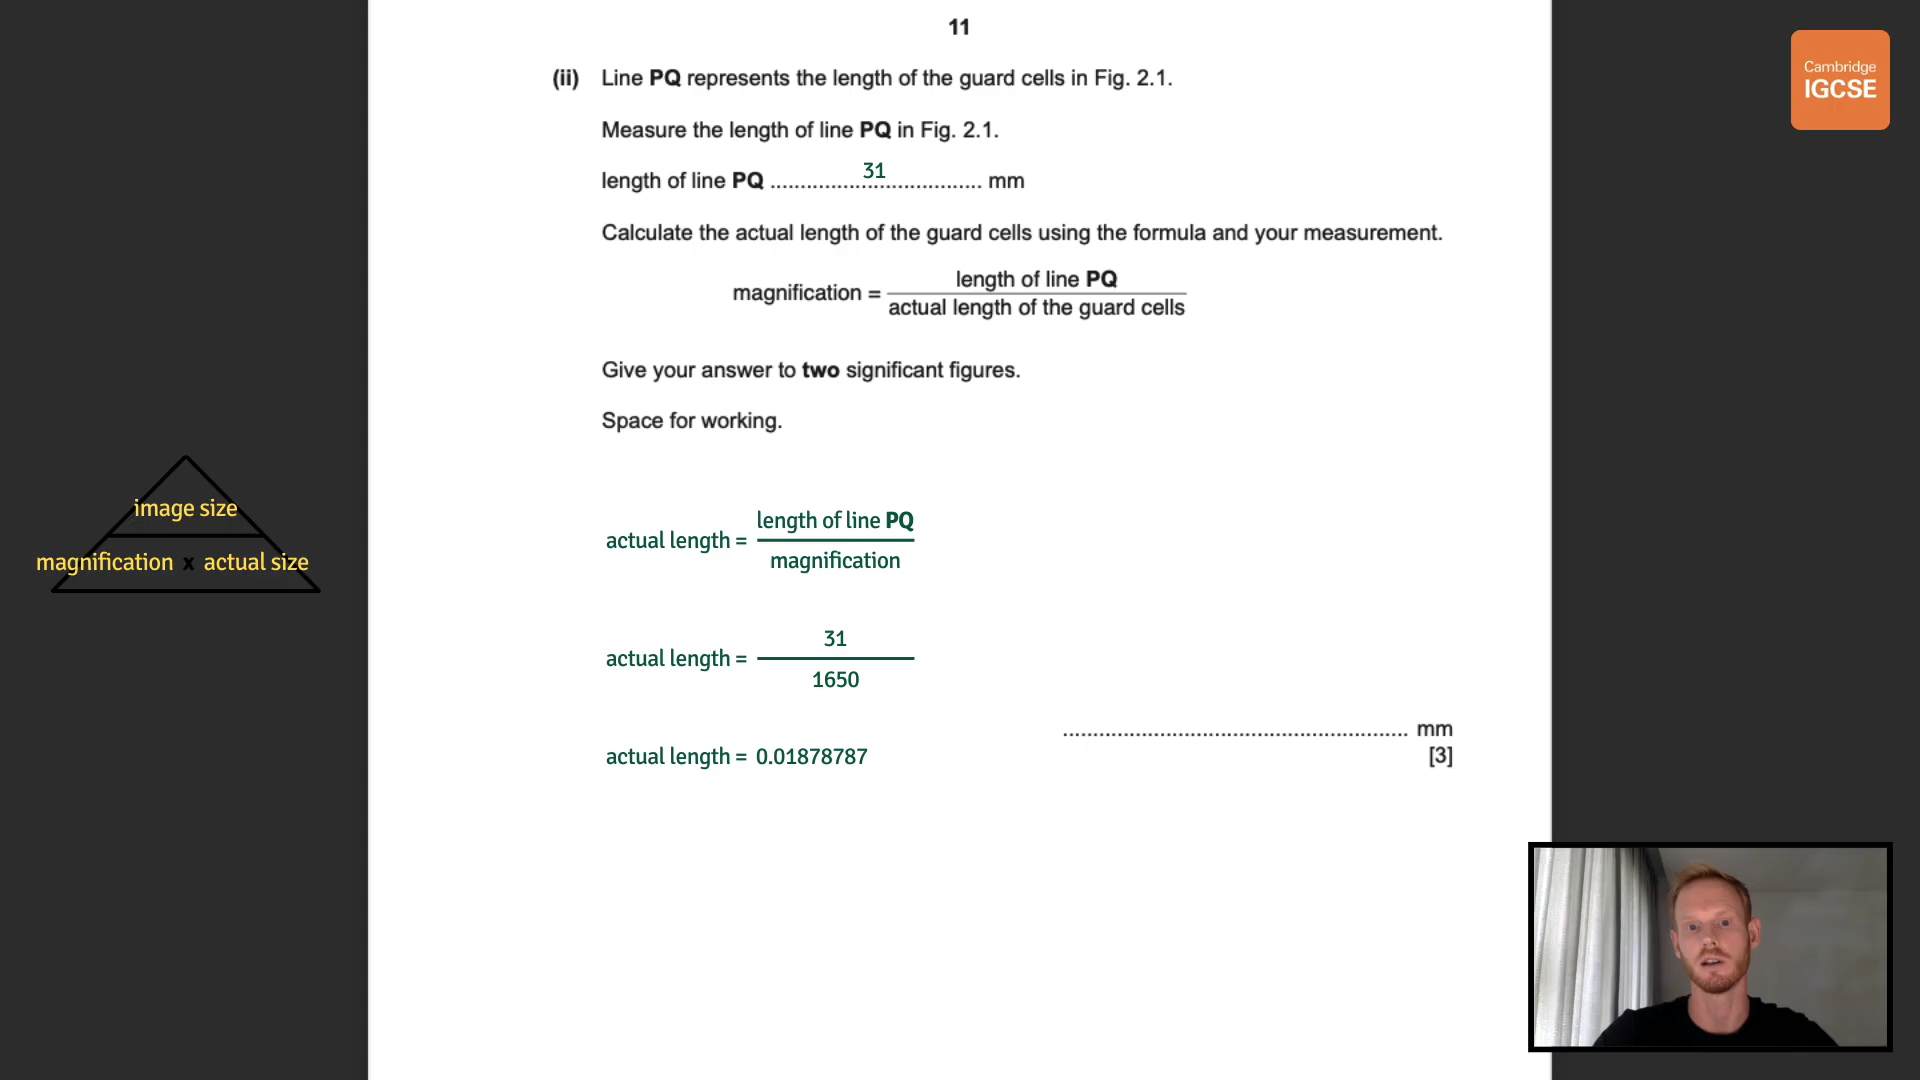 11
(ii) Line PQ represents the length of the guard cells in Fig. 2.1.
Measure the length of line PQ in Fig. 2.1.
31
length of line PQ ................................... mm
Calculate the actual length of the guard cells using the formula and your measurement.
magnification = length of line PQ
actual length of the guard cells
Give your answer to two significant figures.
Space for working.
actual length = length of line PQ
magnification
actual length = 31
1650
......................................................... mm
actual length = 0.01878787
[3]
image size
magnification x actual size
Cambridge
IGCSE